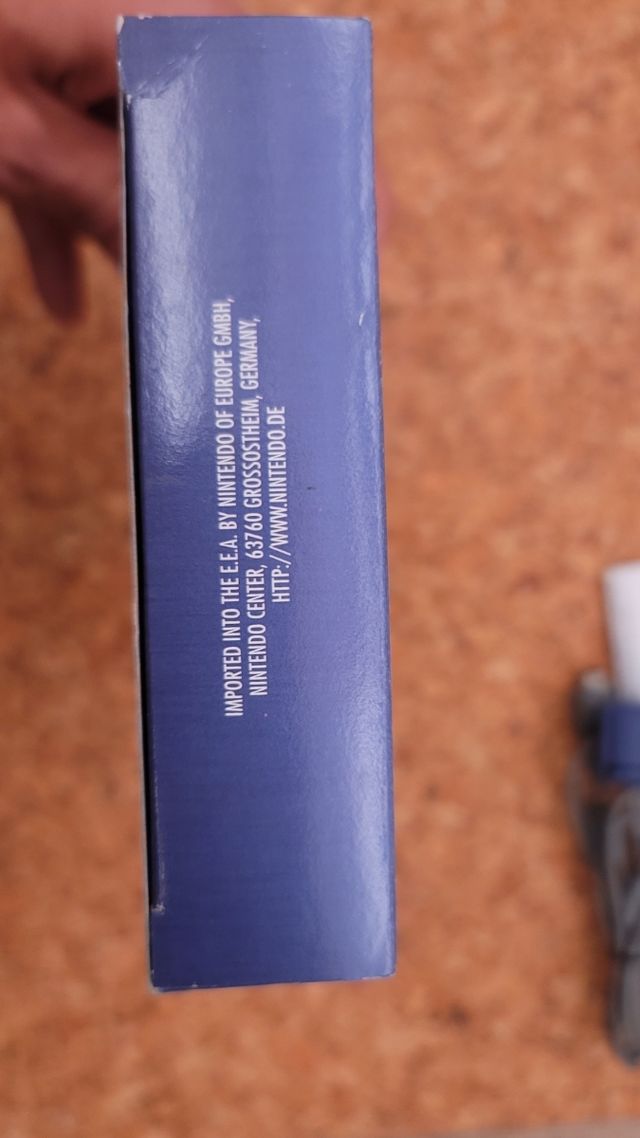 IMPORTED INTO THE E.E.A. BY NINTENDO OF EUROPE GMBH,
NINTENDO CENTER, 63760 GROSSOSTHEIM, GERMANY,
HTTP://WWW.NINTENDO.DE